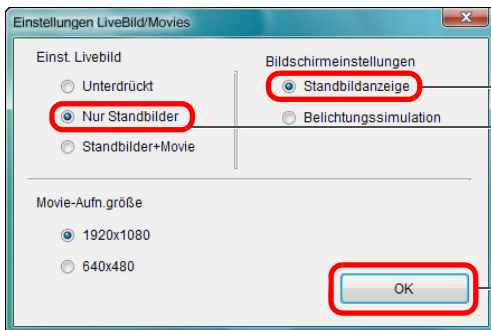 Einstellungen LiveBild/Movies
Einst. Livebild
Unterdrückt
Nur Standbilder
Standbilder+Movie
Bildschirmeinstellungen
Standbildanzeige
Belichtungssimulation
Movie-Aufn.größe
1920x1080
640x480
OK